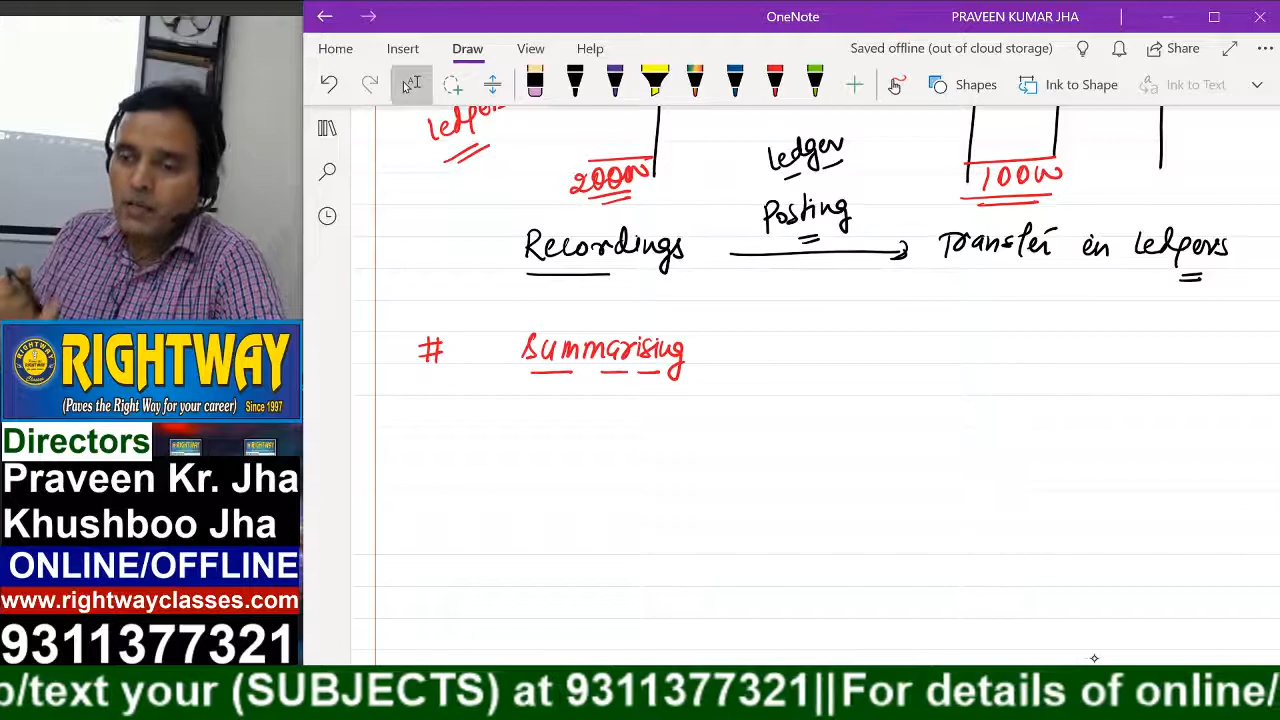 OneNote
PRAVEEN KUMAR JHA
Home Insert Draw View Help
Saved offline (out of cloud storage)
Share
Shapes
Ink to Shape
Ink to Text
Ledgers
20000
Ledger
Posting
10000
Recordings
Transfer in Ledgers
# Summarising
RIGHTWAY
(Paves the Right Way for your career) Since 1997
Directors
Praveen Kr. Jha
Khushboo Jha
ONLINE/OFFLINE
www.rightwayclasses.com
9311377321
p/text your (SUBJECTS) at 9311377321||For details of online/